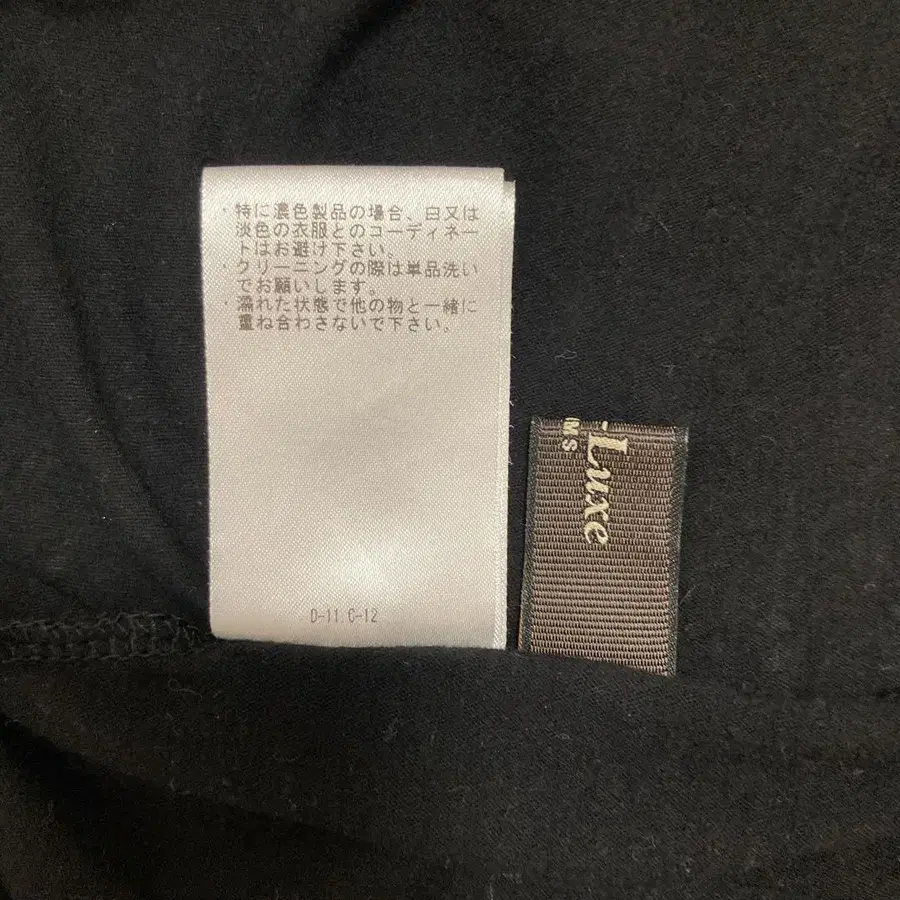 ・特に濃色製品の場合、白又は
淡色の衣服とのコーディネー
トはお避け下さい。
・クリーニングの際は単品洗い
でお願いします。
・濡れた状態で他の物と一緒に
重ね合わさないで下さい。
D-11.C-12
Luxe
MS